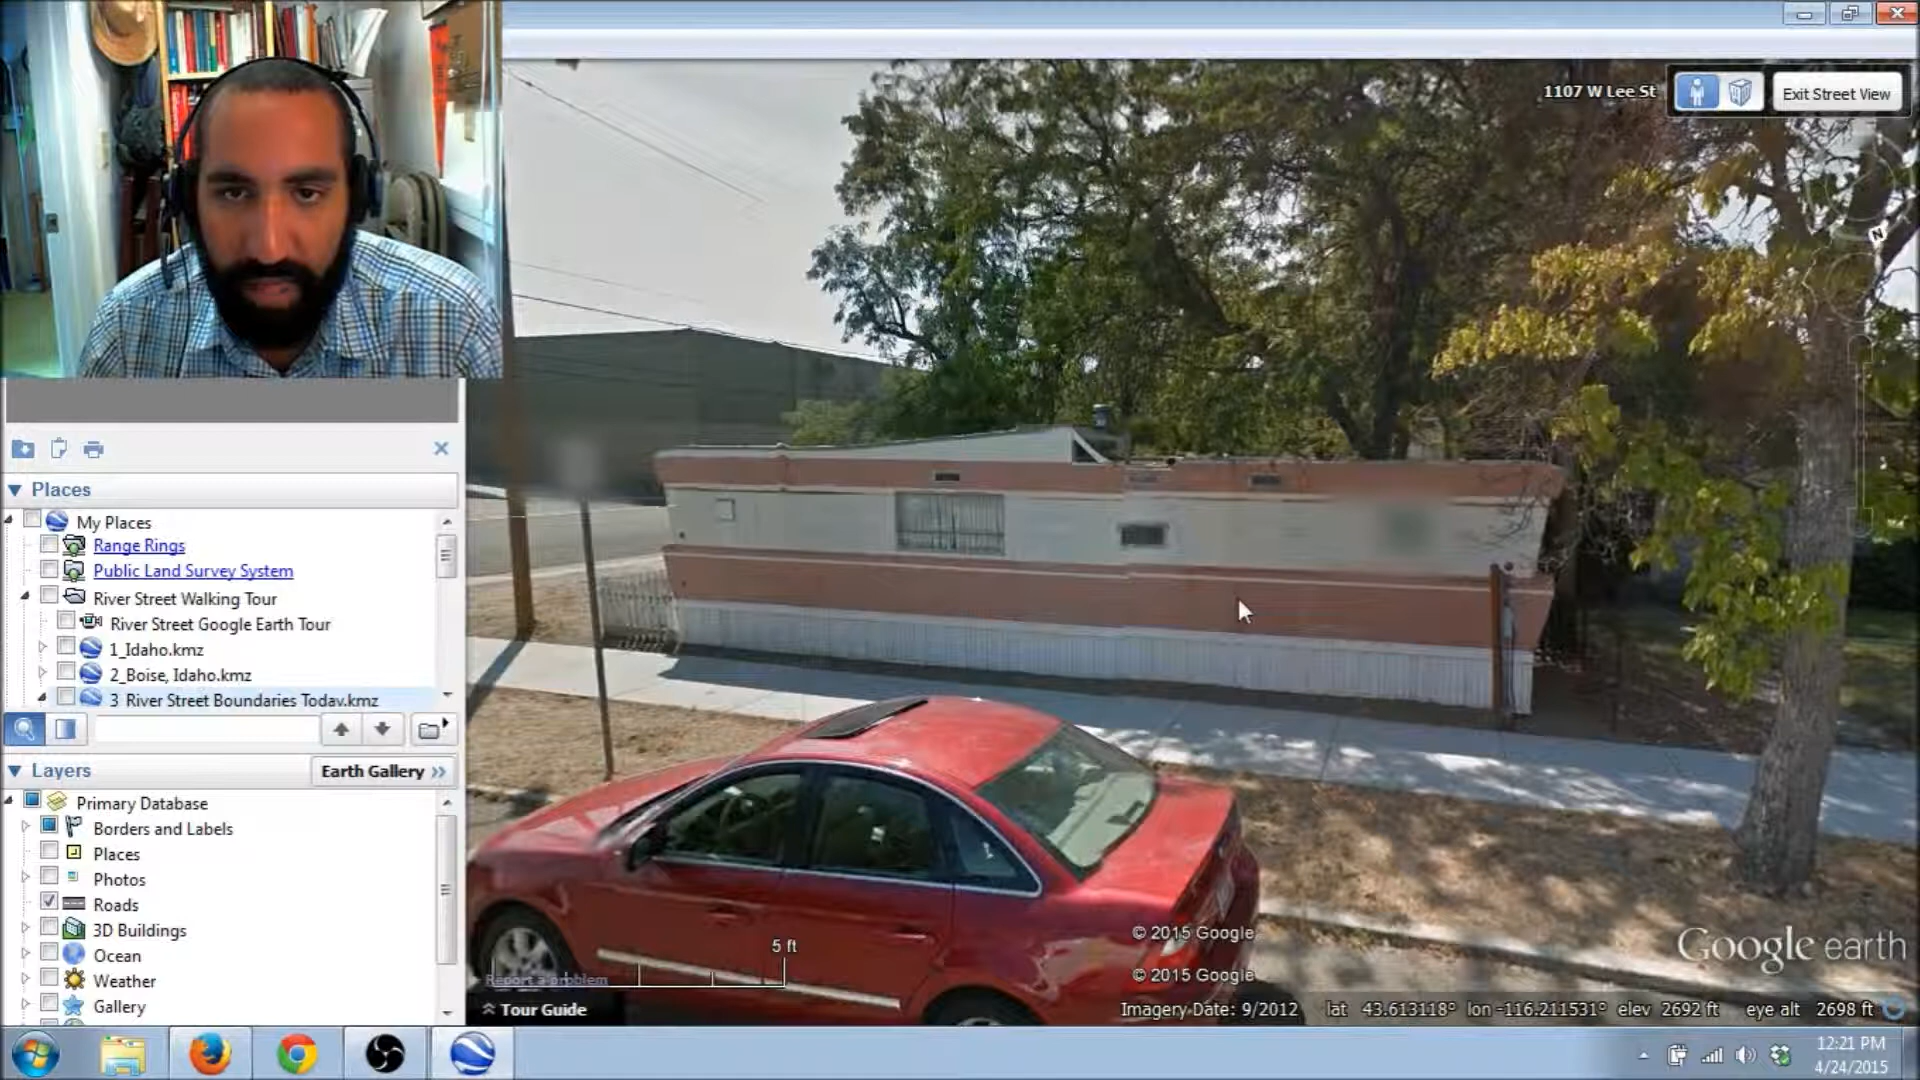 1107 W Lee St
Exit Street View
N
Places
My Places
Range Rings
Public Land Survey System
River Street Walking Tour
River Street Google Earth Tour
1_Idaho.kmz
2_Boise, Idaho.kmz
3_River Street Boundaries Today.kmz
Layers
Earth Gallery »
Primary Database
Borders and Labels
Places
Photos
Roads
3D Buildings
Ocean
Weather
Gallery
5 ft
Report a problem
Tour Guide
© 2015 Google
© 2015 Google
Google earth
Imagery Date: 9/2012 lat 43.613118° lon -116.211531° elev 2692 ft eye alt 2698 ft
12:21 PM
4/24/2015